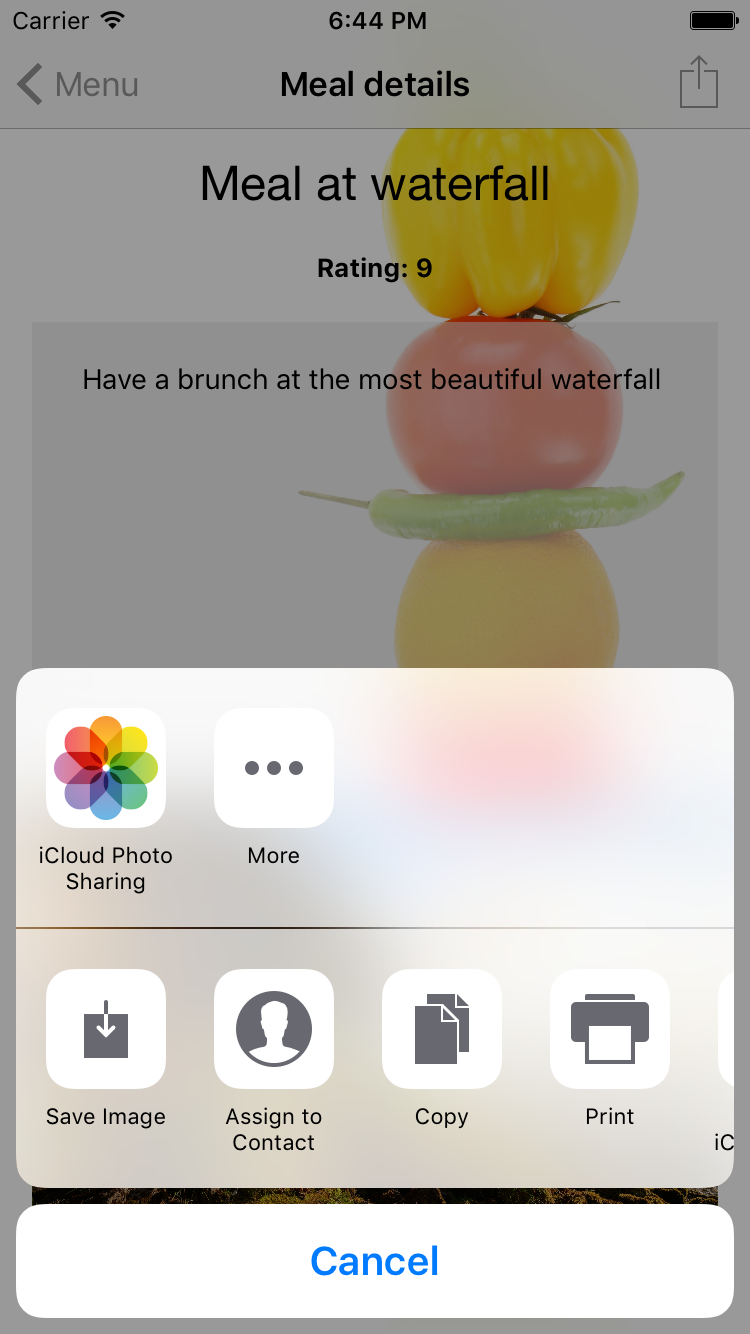 Carrier 6:44 PM
Menu Meal details
Meal at waterfall
Rating: 9
Have a brunch at the most beautiful waterfall
iCloud Photo
Sharing
More
Save Image
Assign to
Contact
Copy
Print
iC
Cancel